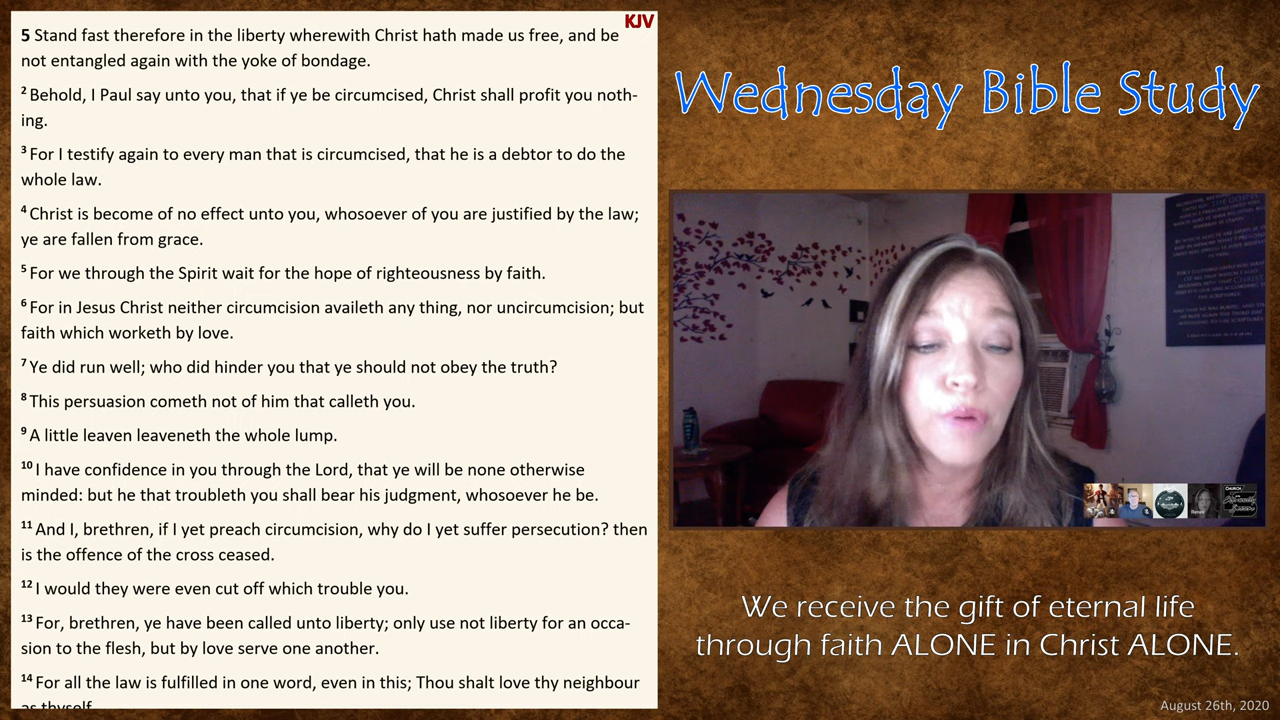 KJV
5 Stand fast therefore in the liberty wherewith Christ hath made us free, and be
not entangled again with the yoke of bondage.
2 Behold, I Paul say unto you, that if ye be circumcised, Christ shall profit you noth-
ing.
3 For I testify again to every man that is circumcised, that he is a debtor to do the
whole law.
4 Christ is become of no effect unto you, whosoever of you are justified by the law;
ye are fallen from grace.
5 For we through the Spirit wait for the hope of righteousness by faith.
6 For in Jesus Christ neither circumcision availeth any thing, nor uncircumcision; but
faith which worketh by love.
7 Ye did run well; who did hinder you that ye should not obey the truth?
8 This persuasion cometh not of him that calleth you.
9 A little leaven leaveneth the whole lump.
10 I have confidence in you through the Lord, that ye will be none otherwise
minded: but he that troubleth you shall bear his judgment, whosoever he be.
11 And I, brethren, if I yet preach circumcision, why do I yet suffer persecution? then
is the offence of the cross ceased.
12 I would they were even cut off which trouble you.
13 For, brethren, ye have been called unto liberty; only use not liberty for an occa-
sion to the flesh, but by love serve one another.
14 For all the law is fulfilled in one word, even in this; Thou shalt love thy neighbour
as thyself
Wednesday Bible Study
We receive the gift of eternal life
through faith ALONE in Christ ALONE.
August 26th, 2020